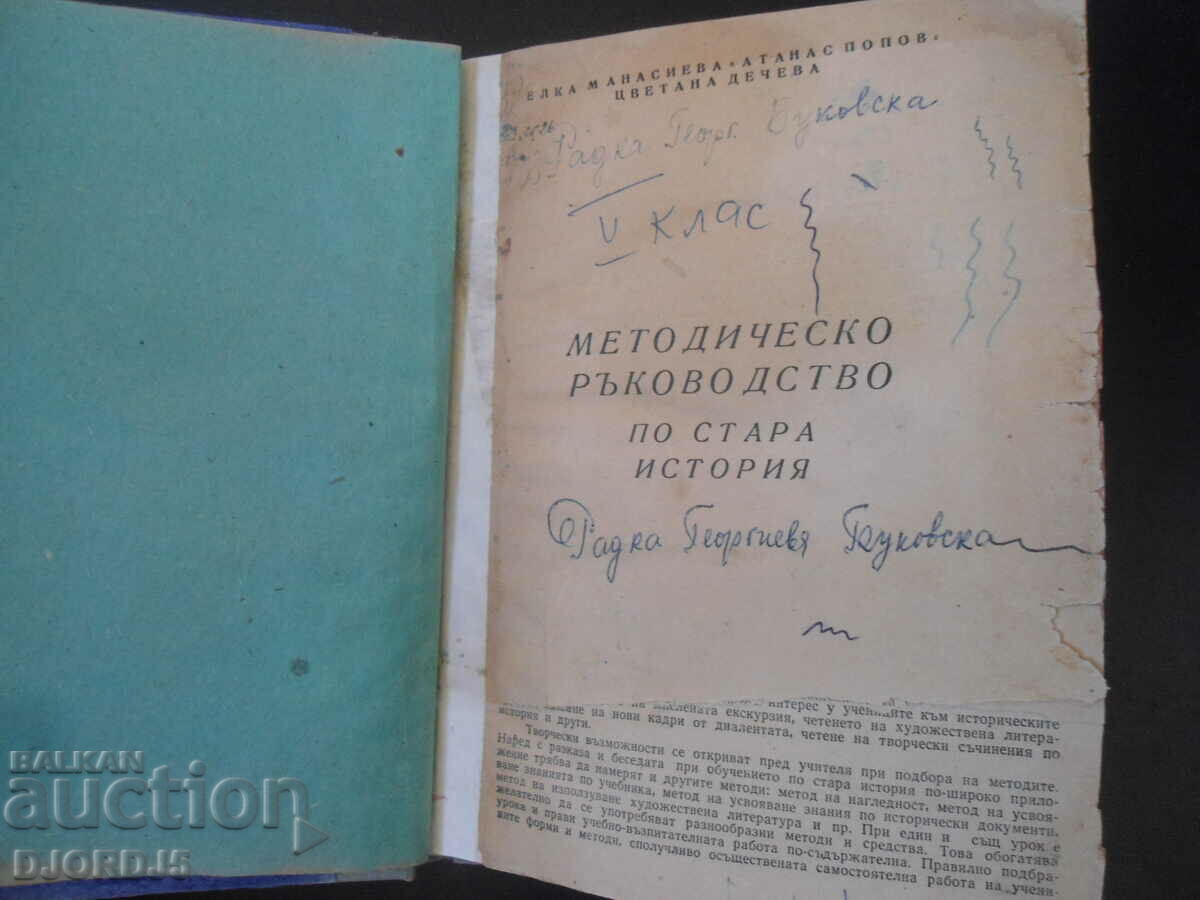 ЕЛКА МАНАСИЕВА • АТАНАС ПОПОВ •
ЦВЕТАНА ДЕЧЕВА
Радка Георг. Буковска
V клас
МЕТОДИЧЕСКО
РЪКОВОДСТВО
ПО СТАРА
ИСТОРИЯ
Радка Георгиева Буковска
интерес у учениците към историческите
на нови кадри от диалентата, четене на творчески съчинения по
история и други.
Творчески възможности се откриват пред учителя при подбора на методите.
Наред с разказа и беседата при обучението по стара история по-широко прило-
жение трябва да намерят и другите методи: метод на нагледност, метод на усвоя-
ване знанията по учебника, метод на усвояване знания по исторически документи,
метод на използуване художествена литература и пр. При един и същ урок е
желателно да се употребяват разнообразни методи и средства. Това обогатява
урока и прави учебно-възпитателната работа по-съдържателна. Правилно подбра-
ните форми и методи, сполучливо осъществената самостоятелна работа на учени-
BALKAN
auction
DJORDJ5